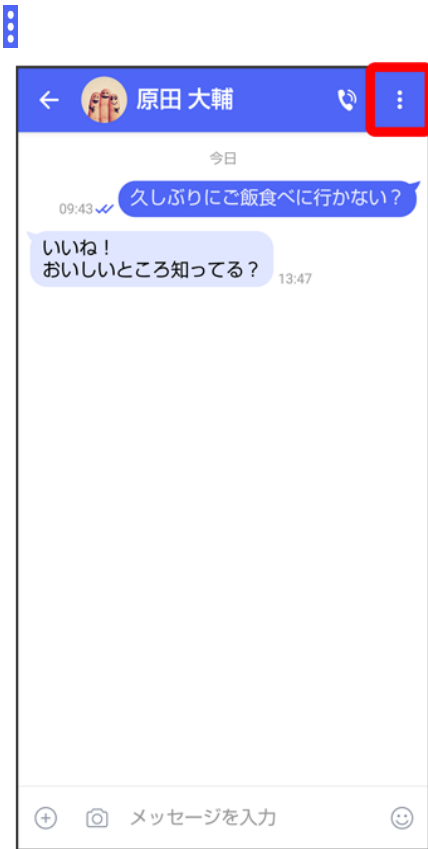 原田 大輔
今日
久しぶりにご飯食べに行かない？
09:43
いいね！
おいしいところ知ってる？
13:47
メッセージを入力